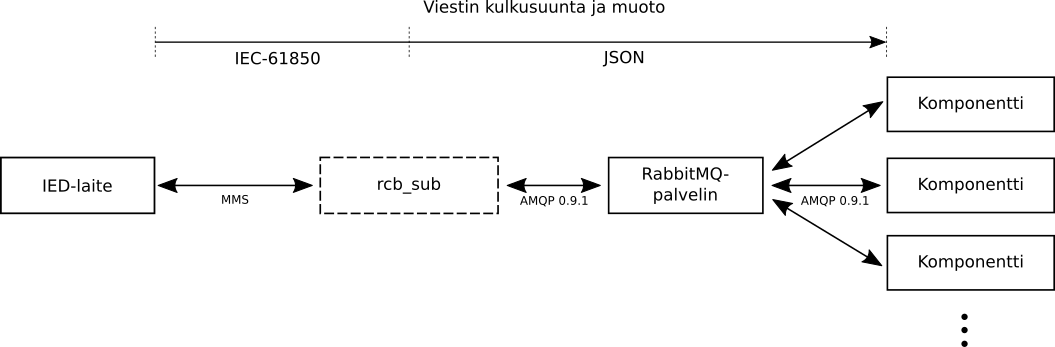 Viestin kulkusuunta ja muoto
IEC-61850
JSON
IED-laite
MMS
rcb_sub
AMQP 0.9.1
RabbitMQ-
palvelin
AMQP 0.9.1
Komponentti
Komponentti
Komponentti